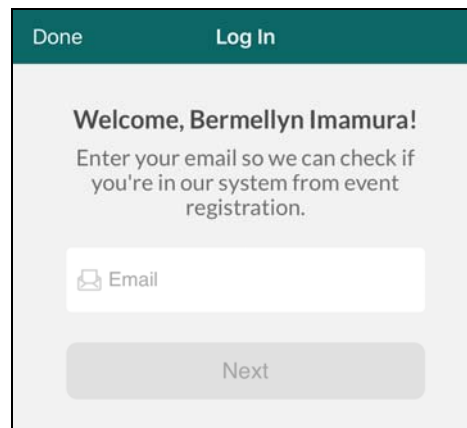 Done
Log In
Welcome, Bermellyn Imamura!
Enter your email so we can check if
you're in our system from event
registration.
Email
Next